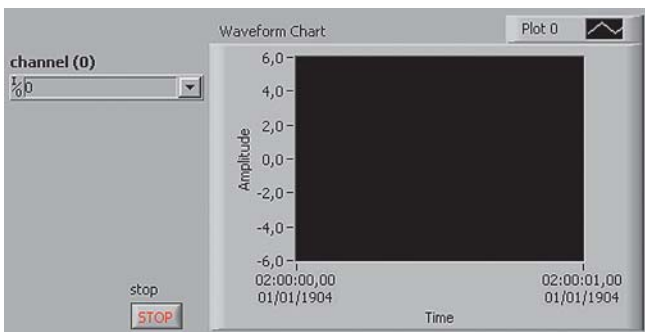 Waveform Chart
Plot 0
channel (0)
I/O 0
6,0
4,0
2,0
0,0
-2,0
-4,0
-6,0
Amplitude
02:00:00,00
01/01/1904
02:00:01,00
01/01/1904
Time
stop
STOP